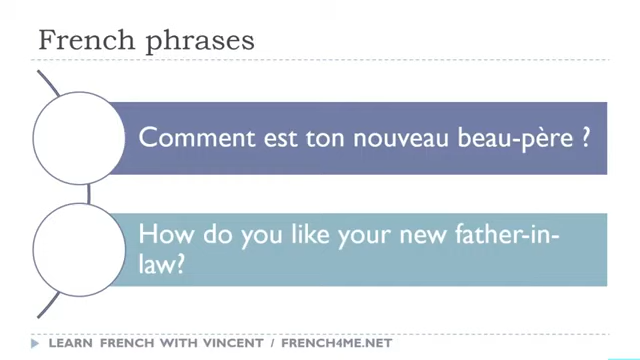 French phrases
Comment est ton nouveau beau-père ?
How do you like your new father-in-
law?
LEARN FRENCH WITH VINCENT / FRENCH4ME.NET